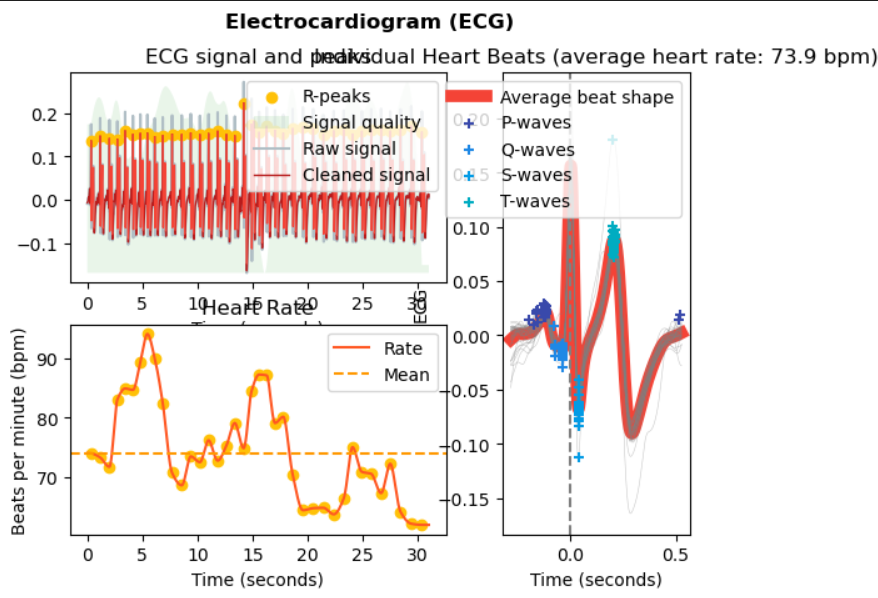 Electrocardiogram (ECG)
ECG signal and peaks
Individual Heart Beats (average heart rate: 73.9 bpm)
R-peaks
Signal quality
Raw signal
Cleaned signal
0.2
0.1
0.0
−0.1
0 5 10 15 20 25 30
Time (seconds)
Heart Rate
Rate
Mean
Beats per minute (bpm)
90
80
70
0 5 10 15 20 25 30
Time (seconds)
Average beat shape
P-waves
Q-waves
S-waves
T-waves
ECG
0.20
0.15
0.10
0.05
0.00
−0.05
−0.10
−0.15
0.0 0.5
Time (seconds)